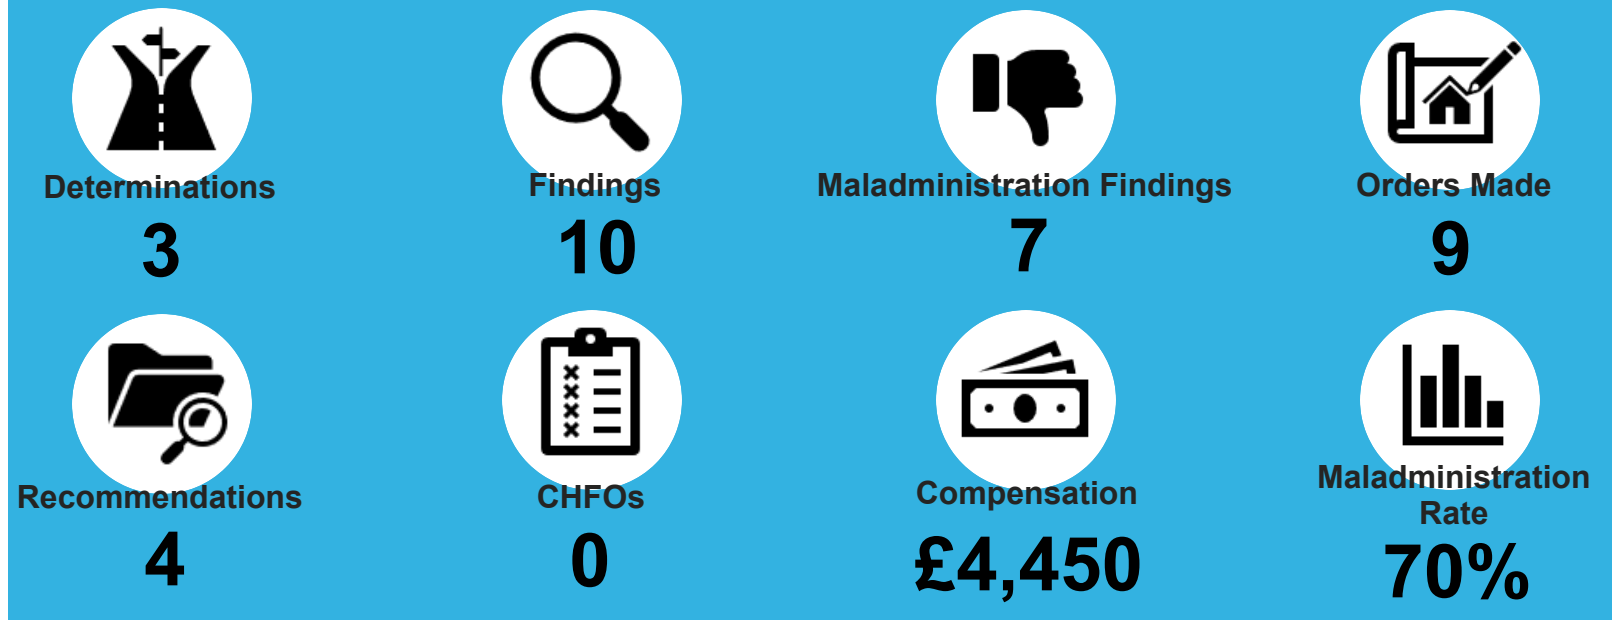 Determinations
3
Findings
10
Maladministration Findings
7
Orders Made
9
Recommendations
4
CHFOs
0
Compensation
£4,450
Maladministration
Rate
70%